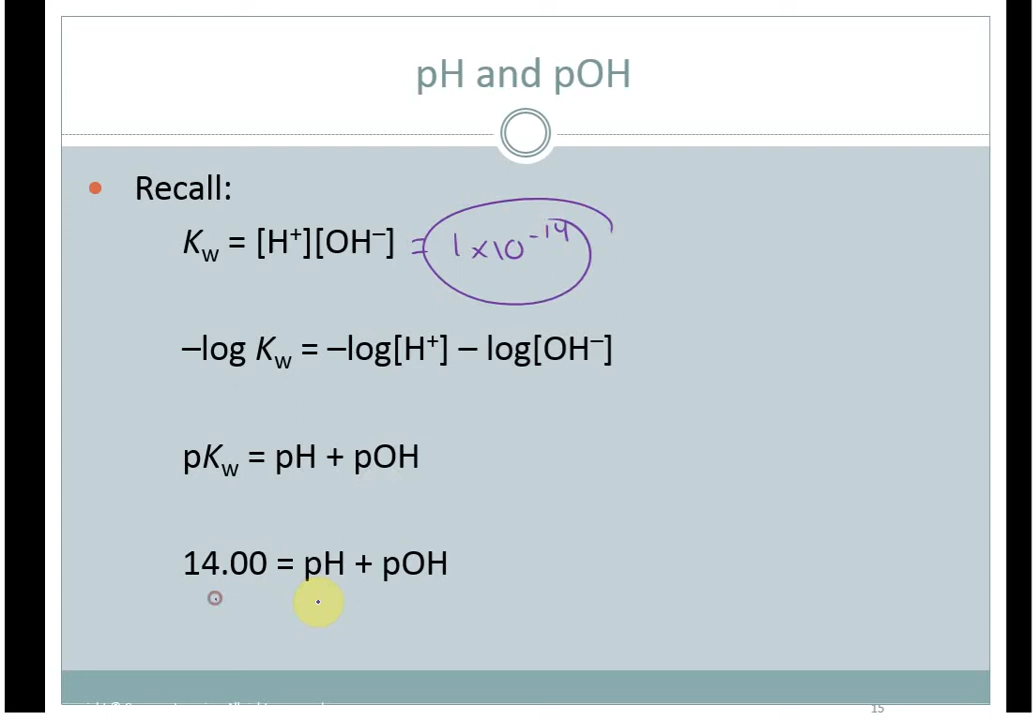 pH and pOH
• Recall:
Kw = [H⁺][OH⁻] = 1 x 10⁻¹⁴
–log Kw = –log[H⁺] – log[OH⁻]
pKw = pH + pOH
14.00 = pH + pOH
15